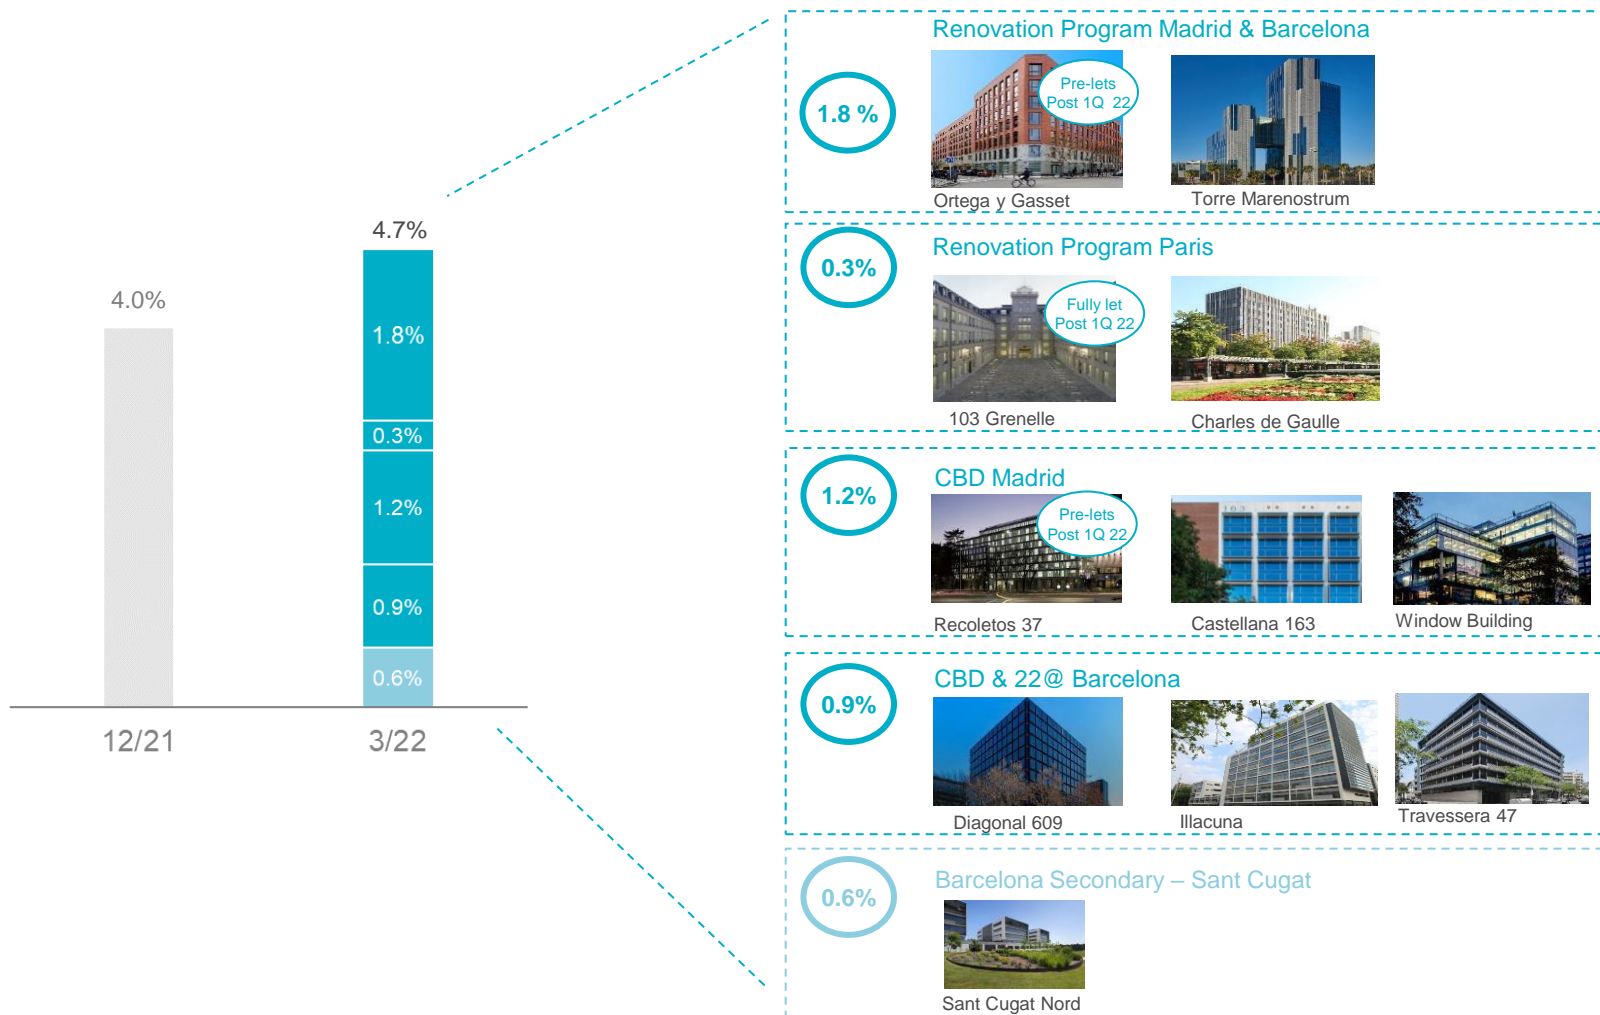 4.0%
4.7%
1.8%
0.3%
1.2%
0.9%
0.6%
12/21
3/22
Renovation Program Madrid & Barcelona
1.8 %
Pre-lets
Post 1Q 22
Ortega y Gasset
Torre Marenostrum
Renovation Program Paris
0.3%
Fully let
Post 1Q 22
103 Grenelle
Charles de Gaulle
CBD Madrid
1.2%
Pre-lets
Post 1Q 22
163
Recoletos 37
Castellana 163
Window Building
CBD & 22@ Barcelona
0.9%
Diagonal 609
Illacuna
Travessera 47
Barcelona Secondary – Sant Cugat
0.6%
Sant Cugat Nord